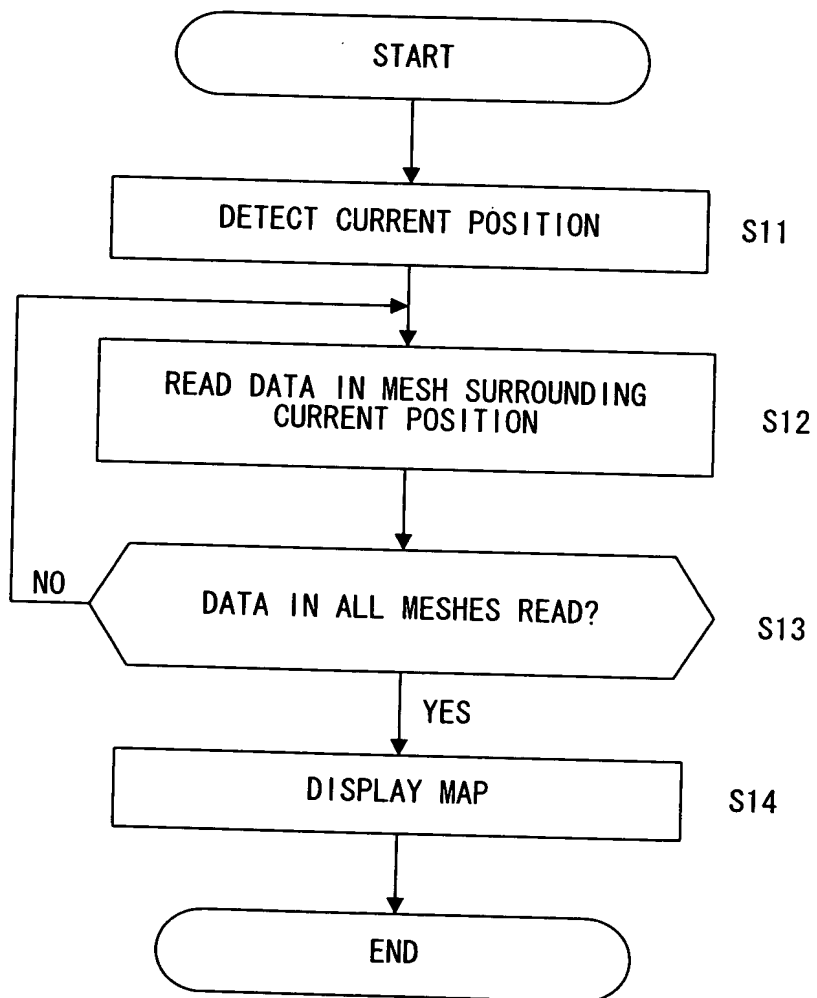 START
DETECT CURRENT POSITION
S11
READ DATA IN MESH SURROUNDING
CURRENT POSITION
S12
NO
DATA IN ALL MESHES READ?
S13
YES
DISPLAY MAP
S14
END